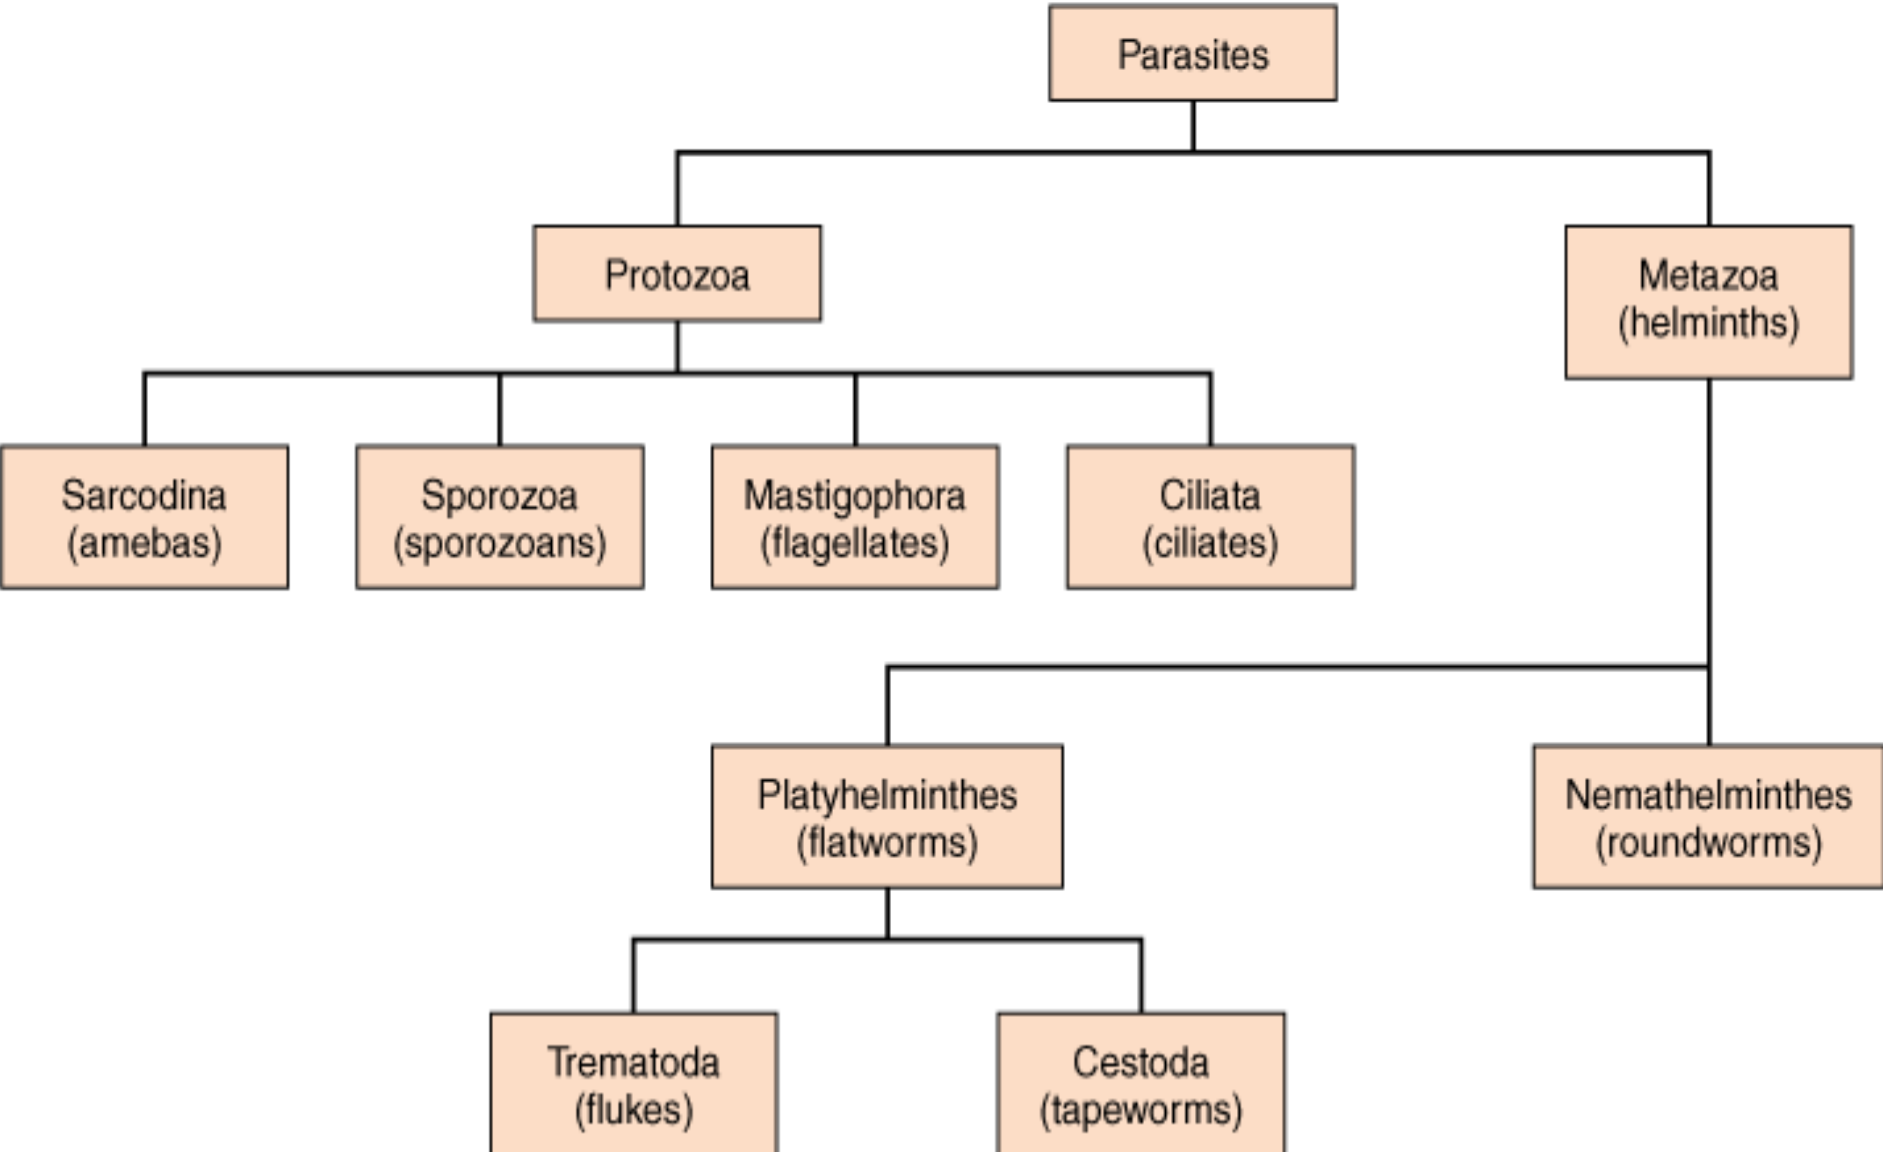 Parasites
Protozoa
Metazoa
(helminths)
Sarcodina
(amebas)
Sporozoa
(sporozoans)
Mastigophora
(flagellates)
Ciliata
(ciliates)
Platyhelminthes
(flatworms)
Nemathelminthes
(roundworms)
Trematoda
(flukes)
Cestoda
(tapeworms)